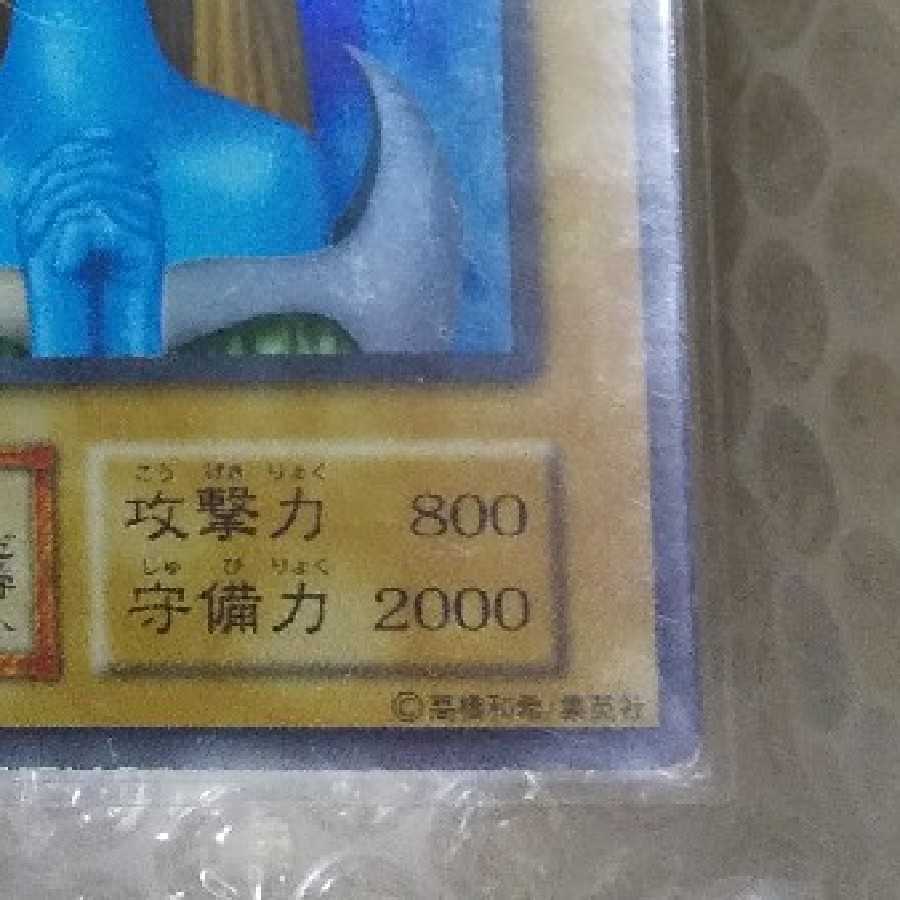 こう げき りょく
攻撃力 800
しゅ び りょく
守備力 2000
©高橋和希/集英社